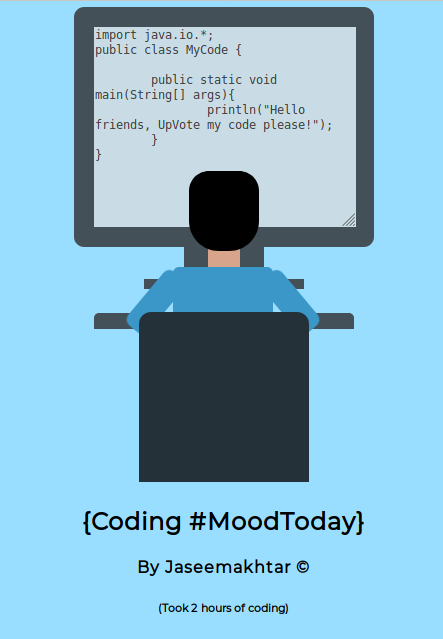 import java.io.*;
public class MyCode {
public static void
main(String[] args){
println("Hello
friends, UpVote my code please!");
}
}
{Coding #MoodToday}
By Jaseemakhtar ©
(Took 2 hours of coding)